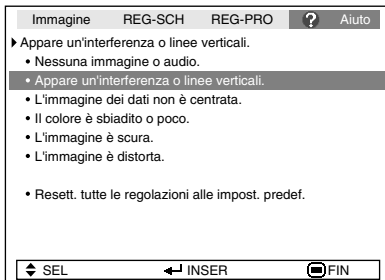 Immagine REG-SCH REG-PRO ? Aiuto
Appare un'interferenza o linee verticali.
• Nessuna immagine o audio.
• Appare un'interferenza o linee verticali.
• L'immagine dei dati non è centrata.
• Il colore è sbiadito o poco.
• L'immagine è scura.
• L'immagine è distorta.
• Resett. tutte le regolazioni alle impost. predef.
SEL INSER FIN